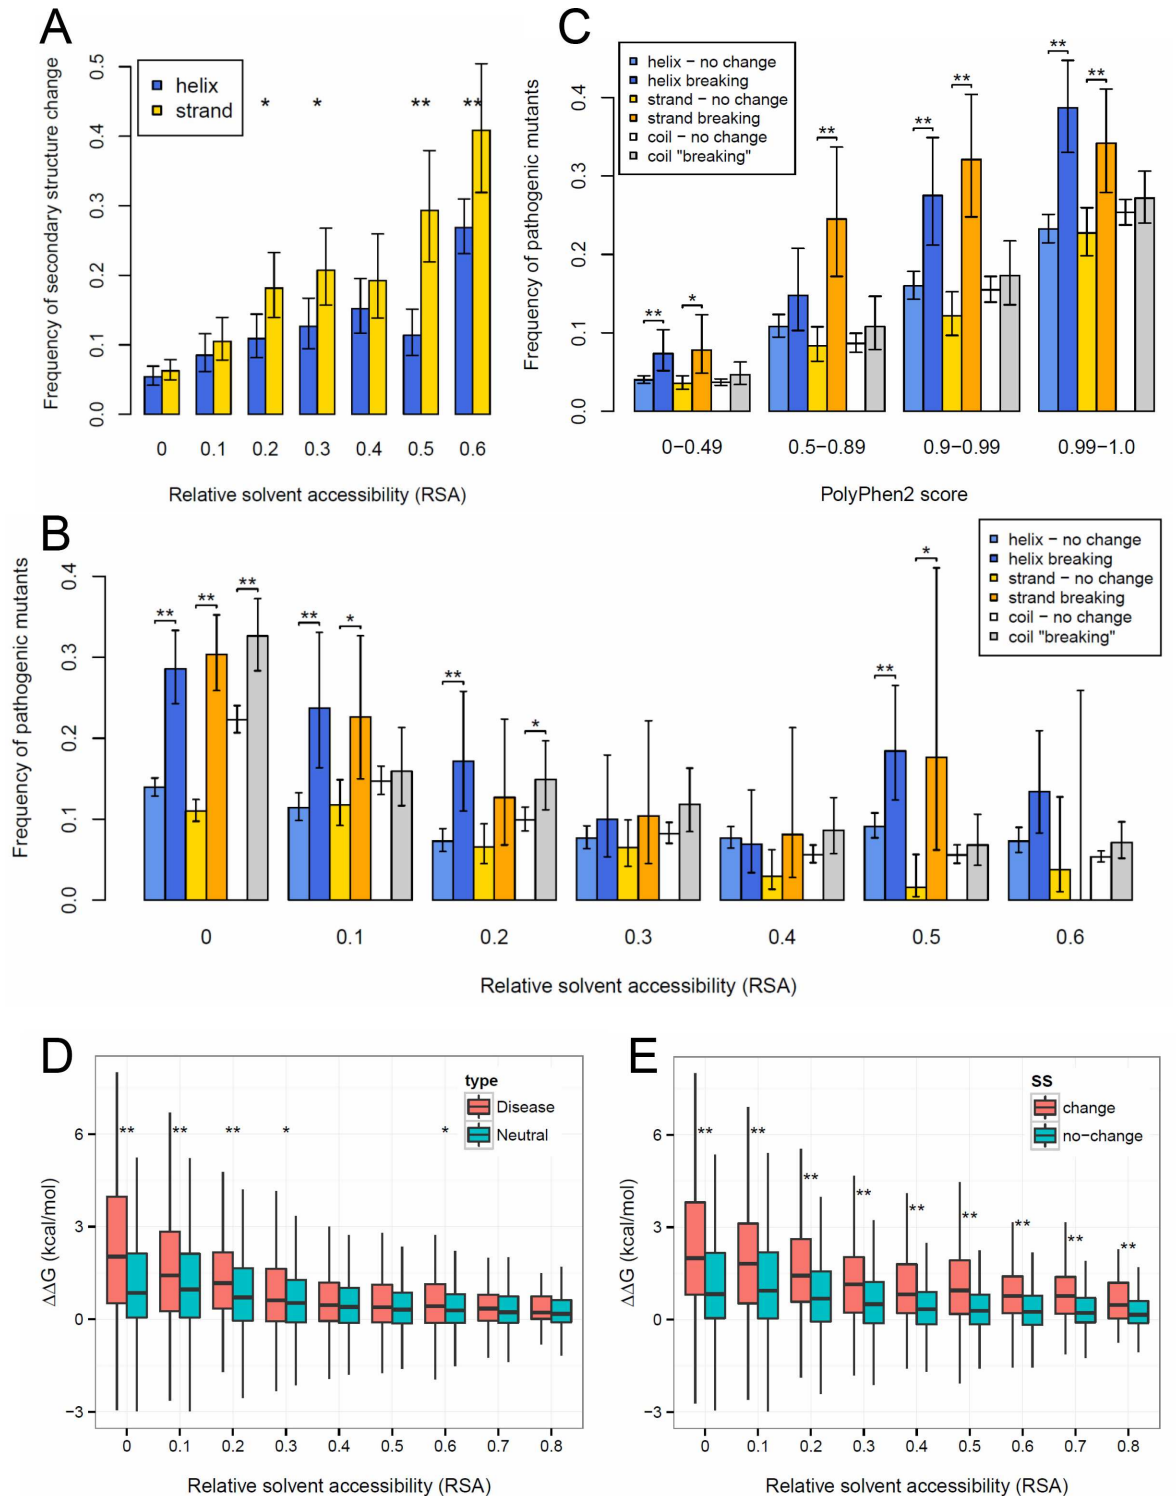 A
Frequency of secondary structure change
0.0 0.1 0.2 0.3 0.4 0.5
helix
strand
* * ** **
0 0.1 0.2 0.3 0.4 0.5 0.6
Relative solvent accessibility (RSA)
C
Frequency of pathogenic mutants
0.0 0.1 0.2 0.3 0.4
helix − no change
helix breaking
strand − no change
strand breaking
coil − no change
coil "breaking"
** * ** ** ** ** **
0−0.49 0.5−0.89 0.9−0.99 0.99−1.0
PolyPhen2 score
B
Frequency of pathogenic mutants
0.0 0.1 0.2 0.3 0.4
helix − no change
helix breaking
strand − no change
strand breaking
coil − no change
coil "breaking"
** ** ** ** * ** * ** *
0 0.1 0.2 0.3 0.4 0.5 0.6
Relative solvent accessibility (RSA)
D
ΔΔG (kcal/mol)
6
3
0
−3
type
Disease
Neutral
** ** ** * *
0 0.1 0.2 0.3 0.4 0.5 0.6 0.7 0.8
Relative solvent accessibility (RSA)
E
ΔΔG (kcal/mol)
6
3
0
−3
SS
change
no−change
** ** ** ** ** ** ** ** **
0 0.1 0.2 0.3 0.4 0.5 0.6 0.7 0.8
Relative solvent accessibility (RSA)